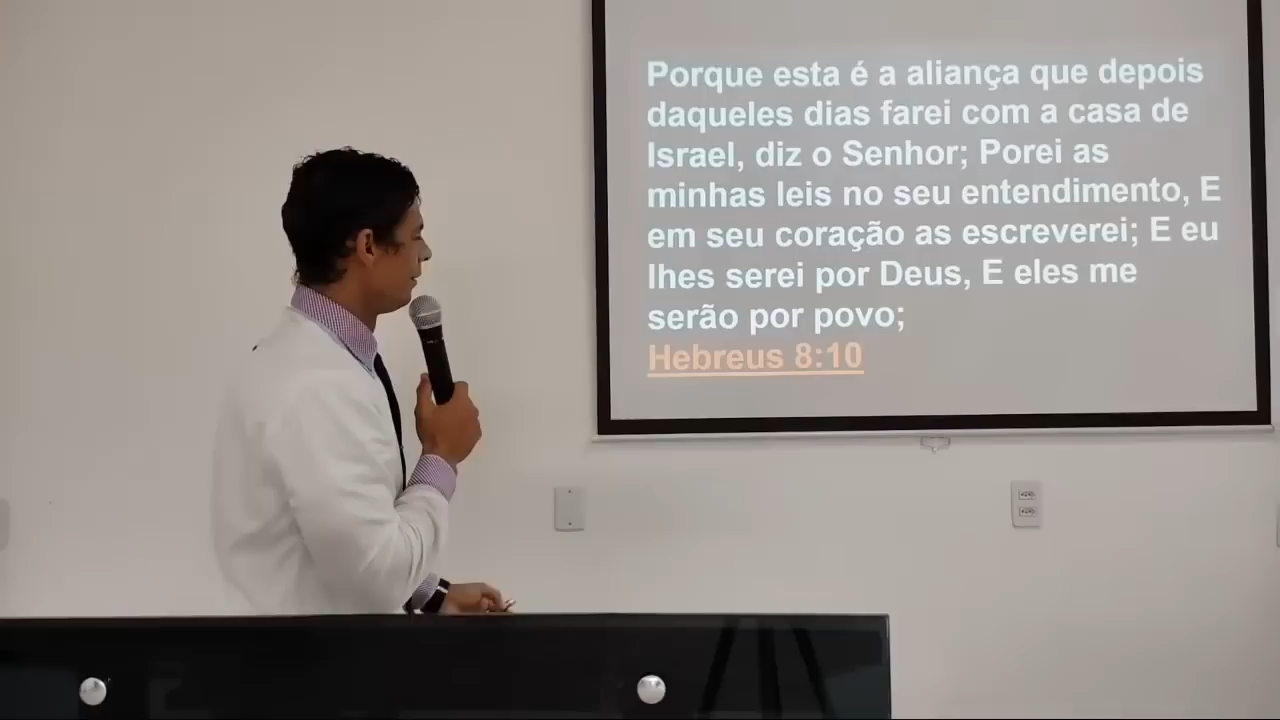 Porque esta é a aliança que depois
daqueles dias farei com a casa de
Israel, diz o Senhor; Porei as
minhas leis no seu entendimento, E
em seu coração as escreverei; E eu
lhes serei por Deus, E eles me
serão por povo;
Hebreus 8:10